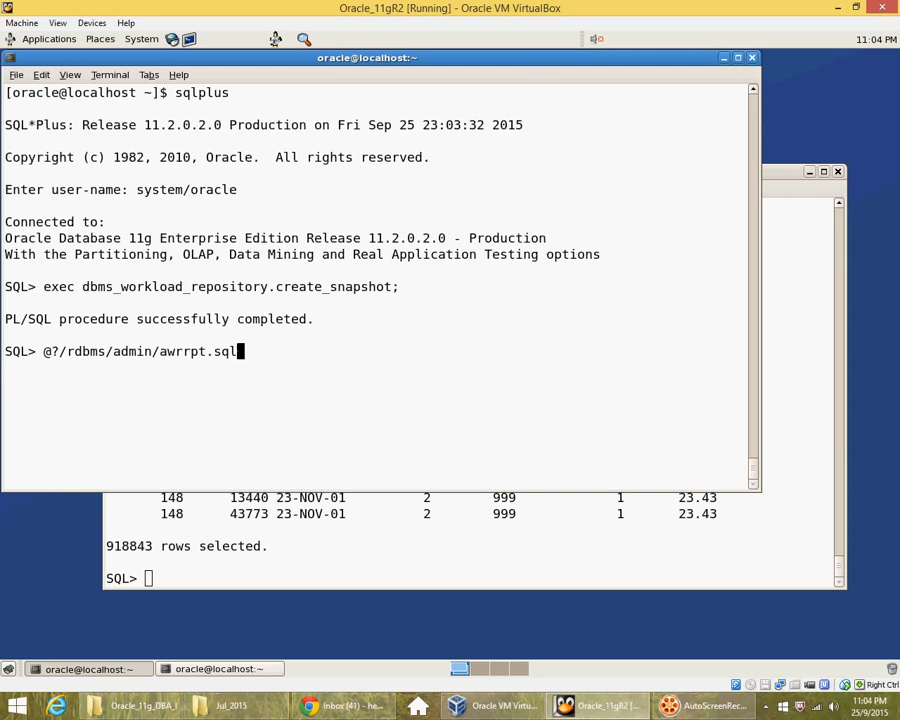 Oracle_11gR2 [Running] - Oracle VM VirtualBox
Machine View Devices Help
Applications Places System
11:04 PM
oracle@localhost:~
File Edit View Terminal Tabs Help
[oracle@localhost ~]$ sqlplus
SQL*Plus: Release 11.2.0.2.0 Production on Fri Sep 25 23:03:32 2015
Copyright (c) 1982, 2010, Oracle. All rights reserved.
Enter user-name: system/oracle
Connected to:
Oracle Database 11g Enterprise Edition Release 11.2.0.2.0 - Production
With the Partitioning, OLAP, Data Mining and Real Application Testing options
SQL> exec dbms_workload_repository.create_snapshot;
PL/SQL procedure successfully completed.
SQL> @?/rdbms/admin/awrrpt.sql
148 13440 23-NOV-01 2 999 1 23.43
148 43773 23-NOV-01 2 999 1 23.43
918843 rows selected.
SQL>
oracle@localhost:~ oracle@localhost:~
Right Ctrl
Oracle_11g_DBA_I Jul_2015 Inbox (41) - he... Oracle VM Virtu... Oracle_11gR2 [... AutoScreenRec...
11:04 PM
25/9/2015